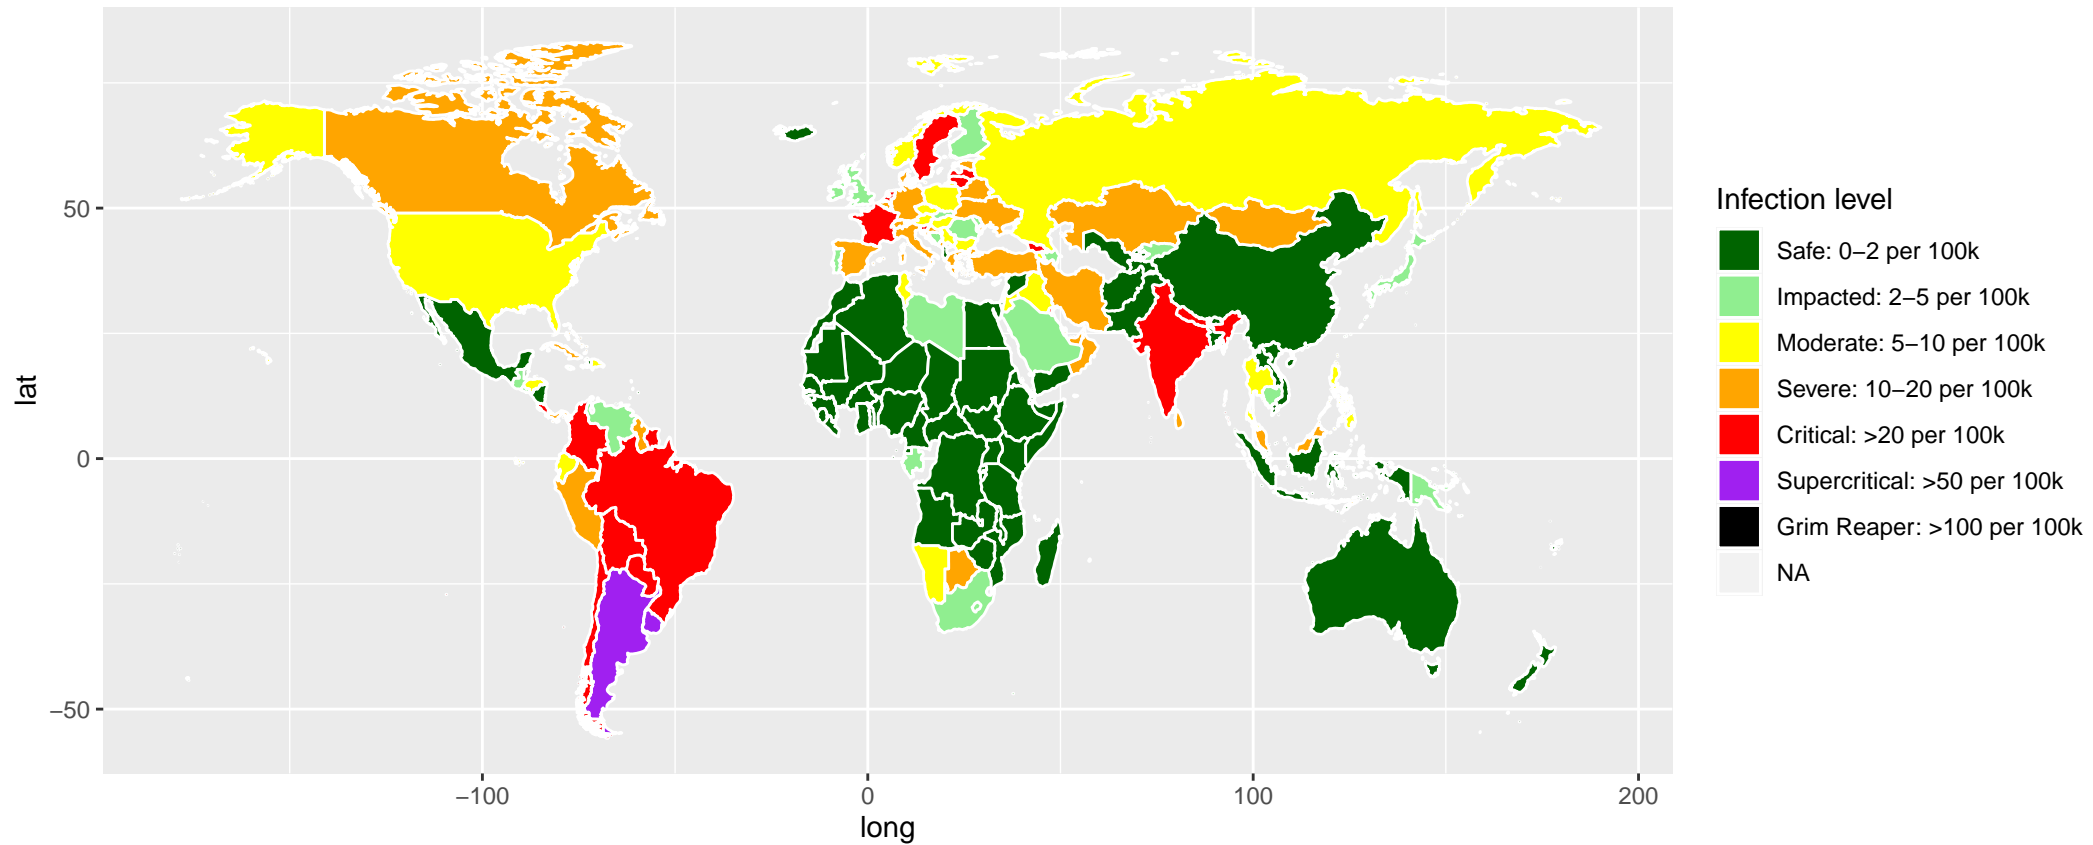 Infection level
Safe: 0–2 per 100k
Impacted: 2–5 per 100k
Moderate: 5–10 per 100k
Severe: 10–20 per 100k
Critical: >20 per 100k
Supercritical: >50 per 100k
Grim Reaper: >100 per 100k
NA
lat
50
0
−50
−100
0
100
200
long